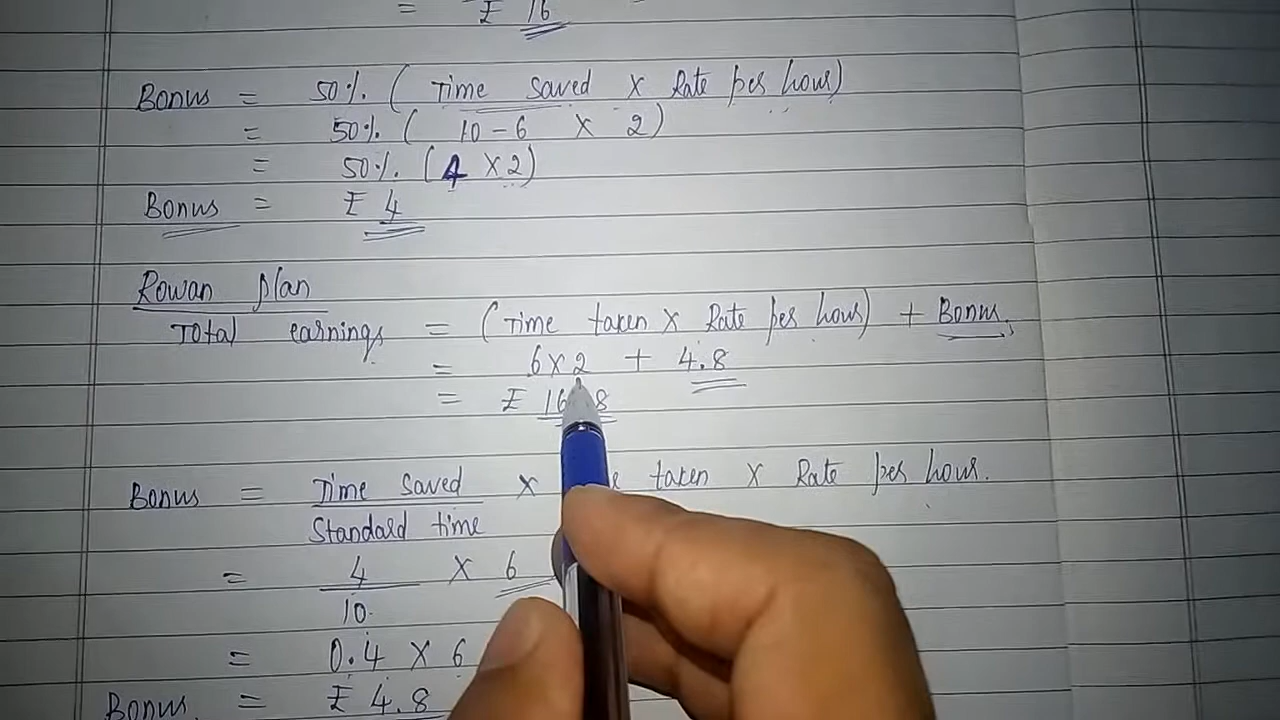 = ₹ 16
Bonus = 50%. ( Time Saved X Rate per hour)
= 50%. ( 10 - 6 X 2)
= 50%. (4 X 2)
Bonus = ₹ 4
Rowan plan
Total earnings = (Time taken X Rate per hour) + Bonus.
= 6 X 2 + 4.8
= ₹ 16 8
Bonus = Time Saved X taken X Rate per hour.
Standard time
= 4 X 6
10.
= 0.4 X 6
Bonus. = ₹ 4.8